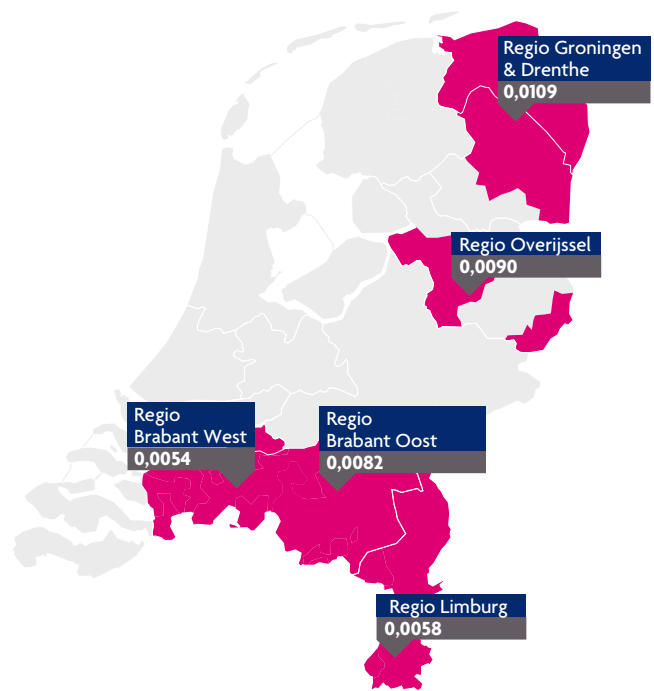 Regio Groningen
& Drenthe
0,0109
Regio Overijssel
0,0090
Regio
Brabant West
0,0054
Regio
Brabant Oost
0,0082
Regio Limburg
0,0058